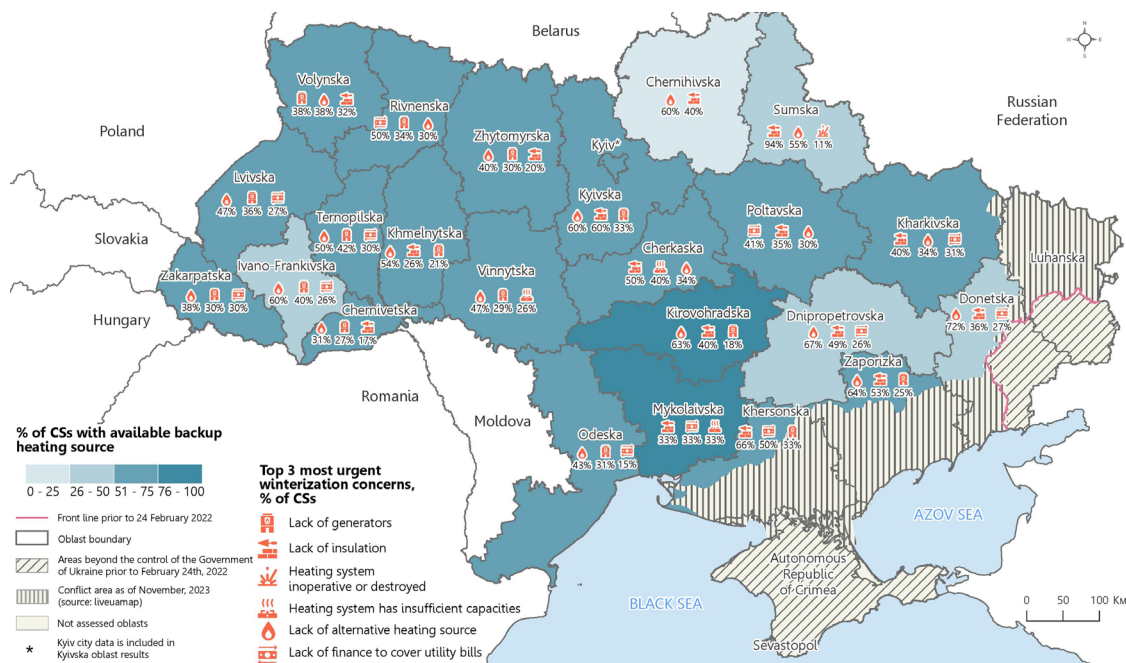 Belarus
Poland
Slovakia
Hungary
Romania
Moldova
Russian
Federation
N
W E
S
Volynska
38% 38% 32%
Rivnenska
50% 34% 30%
Zhytomyrska
40% 30% 20%
Kyiv*
Kyivska
60% 60% 33%
Chernihivska
60% 40%
Sumska
94% 55% 11%
Lvivska
47% 36% 27%
Ternopilska
50% 42% 30%
Khmelnytska
54% 26% 21%
Vinnytska
47% 29% 26%
Cherkaska
50% 40% 34%
Poltavska
41% 35% 30%
Kharkivska
40% 34% 31%
Luhanska
Zakarpatska
38% 30% 30%
Ivano-Frankivska
60% 40% 26%
Chernivetska
31% 27% 17%
Kirovohradska
63% 40% 18%
Dnipropetrovska
67% 49% 26%
Donetska
72% 36% 27%
Zaporizka
64% 53% 25%
Mykolaivska
33% 33% 33%
Khersonska
66% 50% 33%
Odeska
43% 31% 15%
AZOV SEA
BLACK SEA
Autonomous
Republic
of Crimea
Sevastopol
% of CSs with available backup
heating source
0 - 25 26 - 50 51 - 75 76 - 100
Front line prior to 24 February 2022
Oblast boundary
Areas beyond the control of the Government
of Ukraine prior to February 24th, 2022
Conflict area as of November, 2023
(source: liveuamap)
Not assessed oblasts
* Kyiv city data is included in
Kyivska oblast results
Top 3 most urgent
winterization concerns,
% of CSs
Lack of generators
Lack of insulation
Heating system
inoperative or destroyed
Heating system has insufficient capacities
Lack of alternative heating source
Lack of finance to cover utility bills
0 50 100 KM